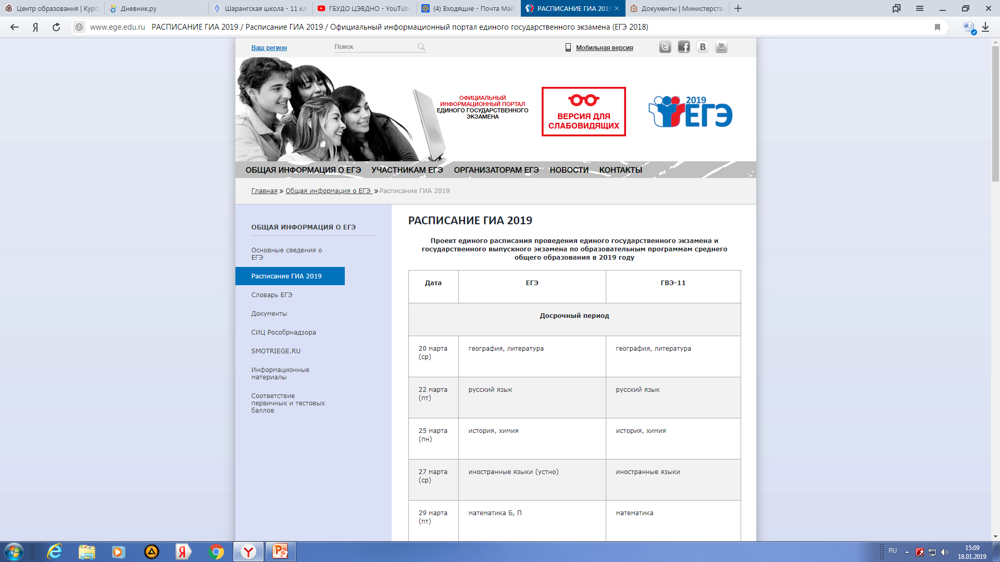 Центр образования | Курс
Дневник.ру
Шарангская школа - 11 кл
ГБУДО ЦЭВДНО - YouTube
(4) Входящие - Почта Mail.
РАСПИСАНИЕ ГИА 2019
Документы | Министерств
Я
www.ege.edu.ru РАСПИСАНИЕ ГИА 2019 / Расписание ГИА 2019 / Официальный информационный портал единого государственного экзамена (ЕГЭ 2018)
Ваш регион
Поиск
Мобильная версия
ОФИЦИАЛЬНЫЙ
ИНФОРМАЦИОННЫЙ ПОРТАЛ
ЕДИНОГО ГОСУДАРСТВЕННОГО
ЭКЗАМЕНА
ВЕРСИЯ ДЛЯ
СЛАБОВИДЯЩИХ
2019
ЕГЭ
ОБЩАЯ ИНФОРМАЦИЯ О ЕГЭ УЧАСТНИКАМ ЕГЭ ОРГАНИЗАТОРАМ ЕГЭ НОВОСТИ КОНТАКТЫ
Главная » Общая информация о ЕГЭ » Расписание ГИА 2019
ОБЩАЯ ИНФОРМАЦИЯ О ЕГЭ
Основные сведения о
ЕГЭ
Расписание ГИА 2019
Словарь ЕГЭ
Документы
СИЦ Рособрнадзора
SMOTRIEGE.RU
Информационные
материалы
Соответствие
первичных и тестовых
баллов
РАСПИСАНИЕ ГИА 2019
Проект единого расписания проведения единого государственного экзамена и
государственного выпускного экзамена по образовательным программам среднего
общего образования в 2019 году
Дата ЕГЭ ГВЭ-11
Досрочный период
20 марта география, литература география, литература
(ср)
22 марта русский язык русский язык
(пт)
25 марта история, химия история, химия
(пн)
27 марта иностранные языки (устно) иностранные языки
(ср)
29 марта математика Б, П математика
(пт)
RU
15:09
18.01.2019